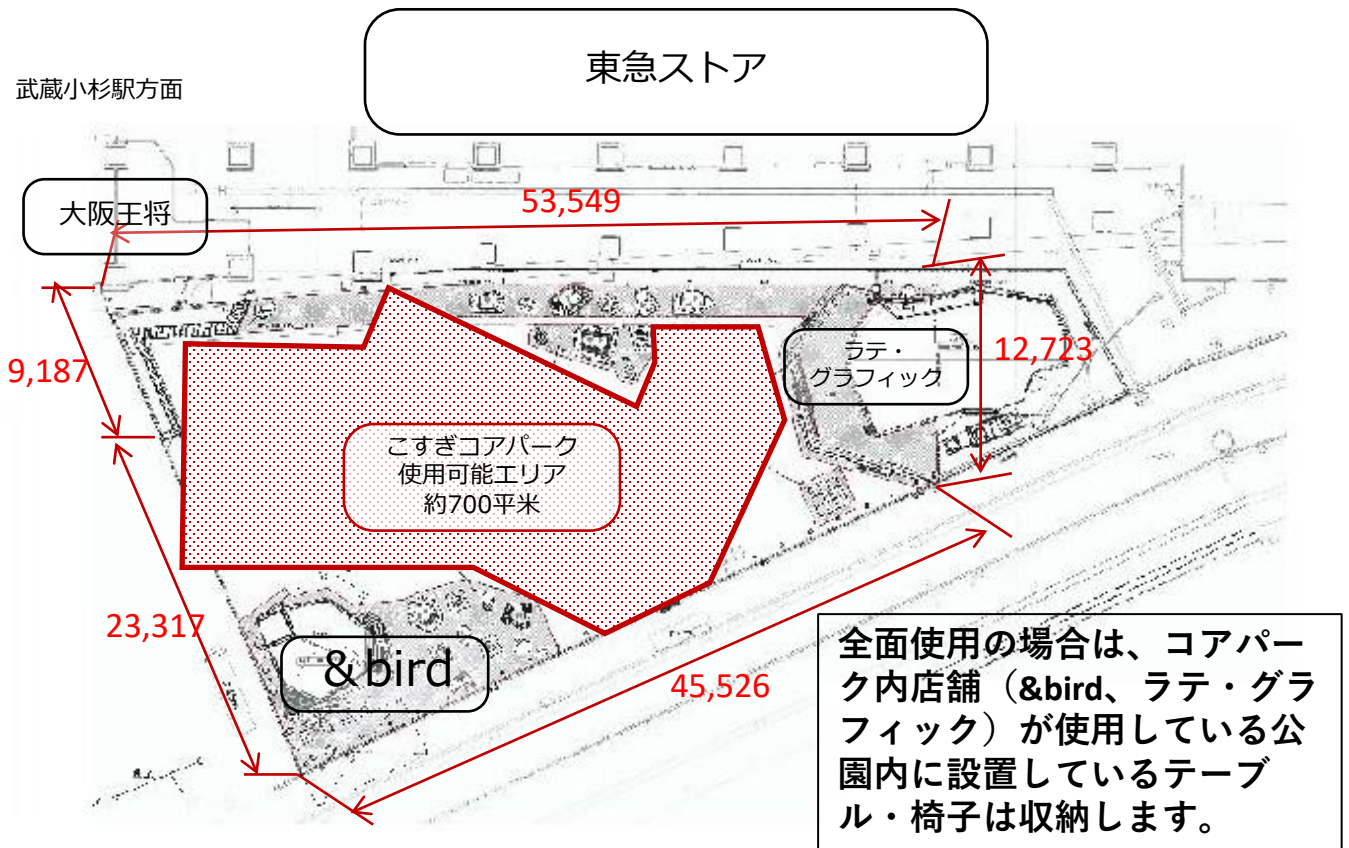 東急ストア
武蔵小杉駅方面
大阪王将
53,549
9,187
12,723
ラテ・
グラフィック
こすぎコアパーク
使用可能エリア
約700平米
23,317
&bird
45,526
全面使用の場合は、コアパー
ク内店舗（&bird、ラテ・グラ
フィック）が使用している公
園内に設置しているテーブ
ル・椅子は収納します。